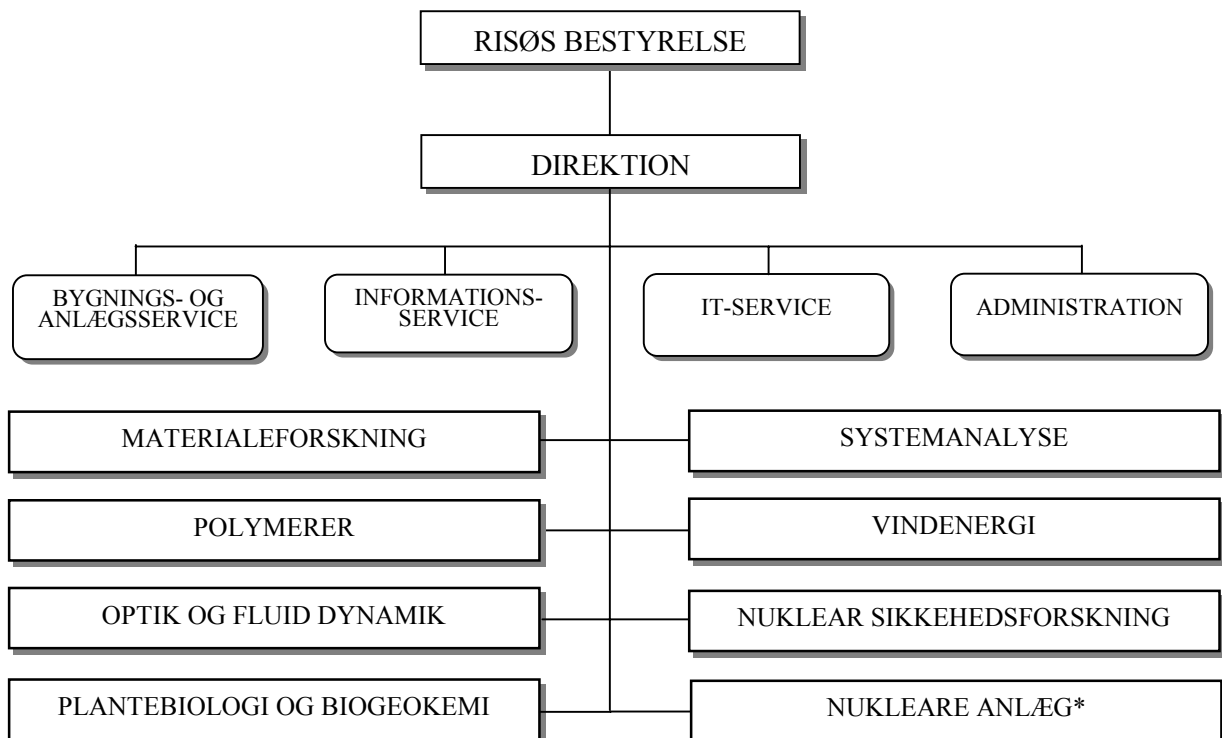 RISØS BESTYRELSE
DIREKTION
BYGNINGS- OG
ANLÆGSSERVICE
INFORMATIONS-
SERVICE
IT-SERVICE
ADMINISTRATION
MATERIALEFORSKNING
SYSTEMANALYSE
POLYMERER
VINDENERGI
OPTIK OG FLUID DYNAMIK
NUKLEAR SIKKEHEDSFORSKNING
PLANTEBIOLOGI OG BIOGEOKEMI
NUKLEARE ANLÆG*